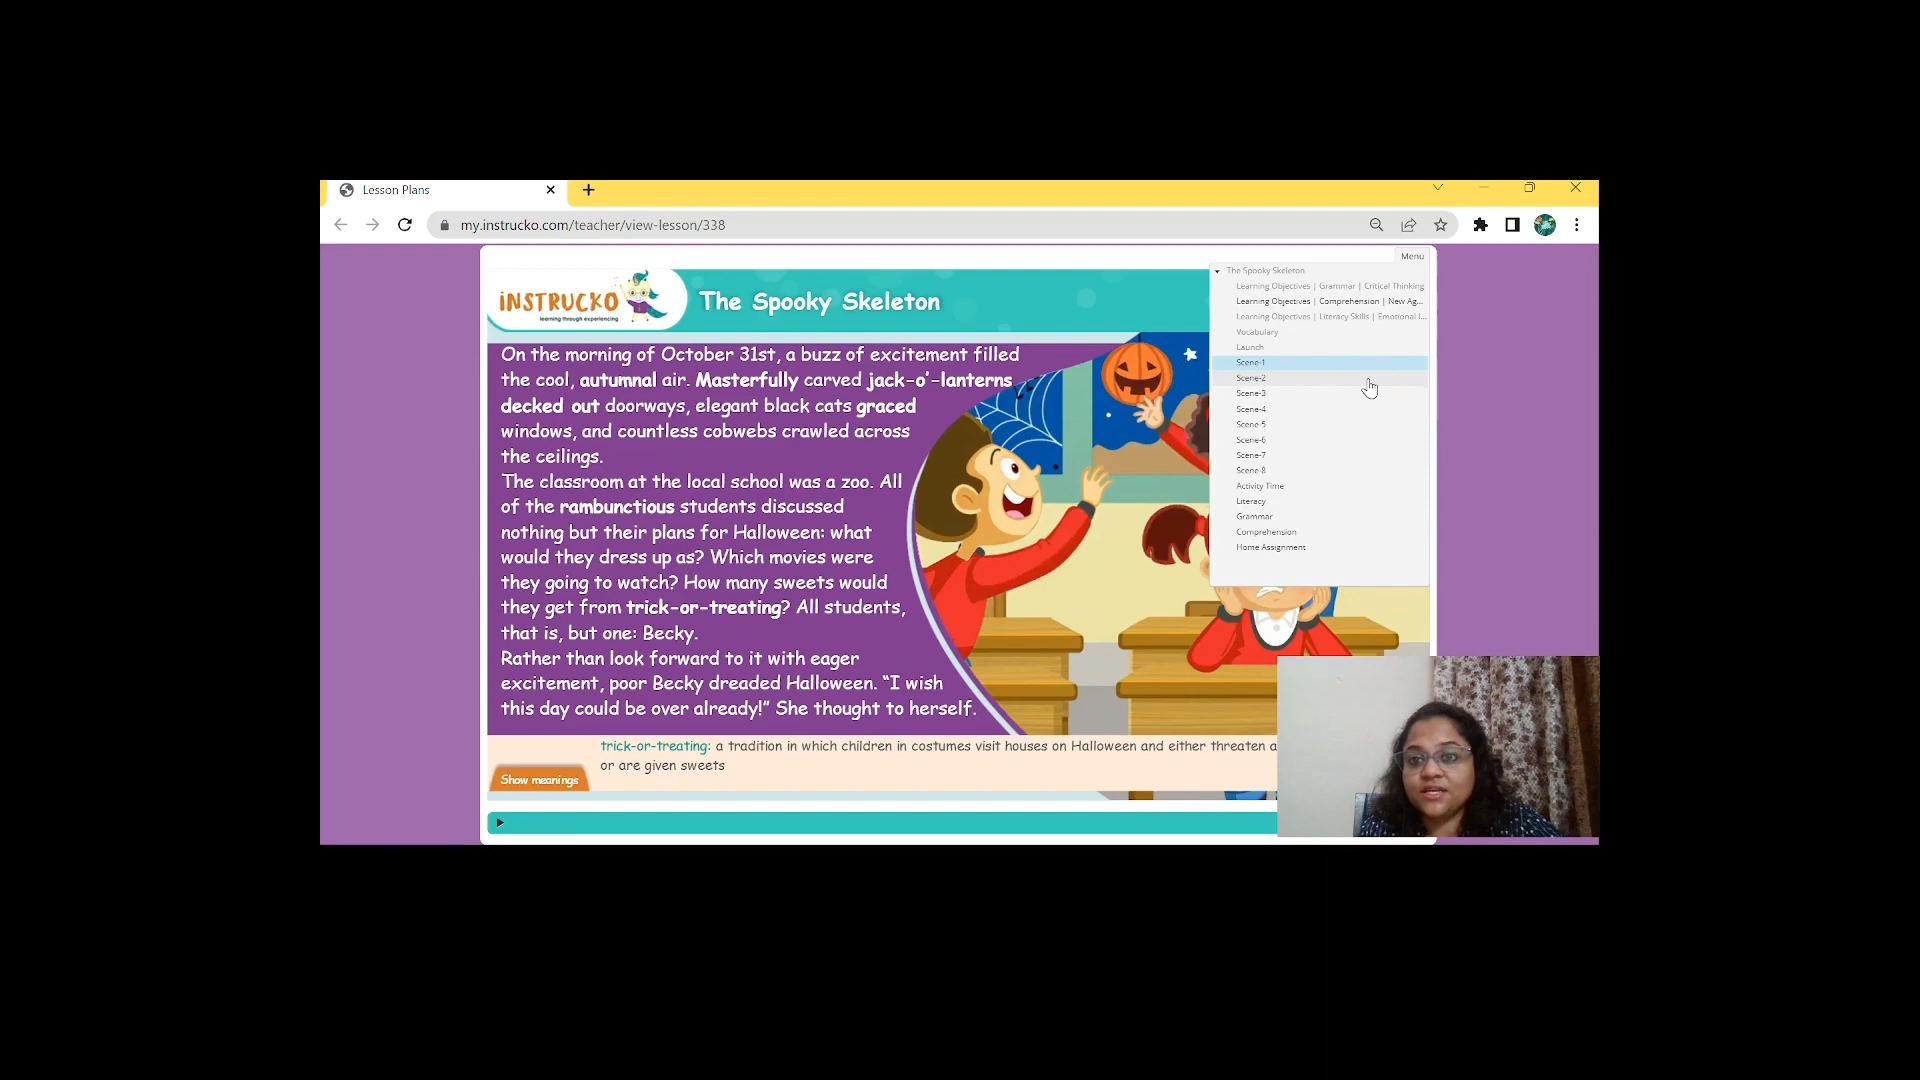 Lesson Plans
my.instrucko.com/teacher/view-lesson/338
Menu
INSTRUCKO
learning through experiencing
The Spooky Skeleton
The Spooky Skeleton
Learning Objectives | Grammar | Critical Thinking
Learning Objectives | Comprehension | New Ag...
Learning Objectives | Literacy Skills | Emotional I...
Vocabulary
Launch
Scene-1
Scene-2
Scene-3
Scene-4
Scene-5
Scene-6
Scene-7
Scene-8
Activity Time
Literacy
Grammar
Comprehension
Home Assignment
On the morning of October 31st, a buzz of excitement filled
the cool, autumnal air. Masterfully carved jack-o'-lanterns
decked out doorways, elegant black cats graced
windows, and countless cobwebs crawled across
the ceilings.
The classroom at the local school was a zoo. All
of the rambunctious students discussed
nothing but their plans for Halloween: what
would they dress up as? Which movies were
they going to watch? How many sweets would
they get from trick-or-treating? All students,
that is, but one: Becky.
Rather than look forward to it with eager
excitement, poor Becky dreaded Halloween. “I wish
this day could be over already!” She thought to herself.
trick-or-treating: a tradition in which children in costumes visit houses on Halloween and either threaten a
or are given sweets
Show meanings